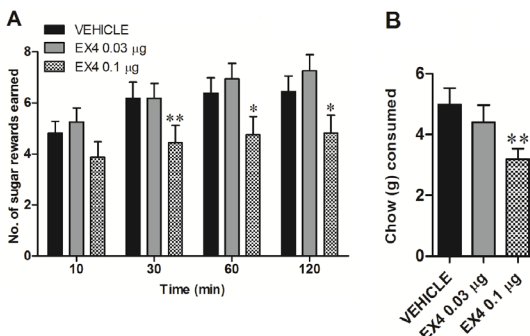 A
VEHICLE
EX4 0.03 µg
EX4 0.1 µg
No. of sugar rewards earned
8
6
4
2
0
**
*
*
10
30
60
120
Time (min)
B
Chow (g) consumed
6
4
2
0
**
VEHICLE
EX4 0.03 µg
EX4 0.1 µg